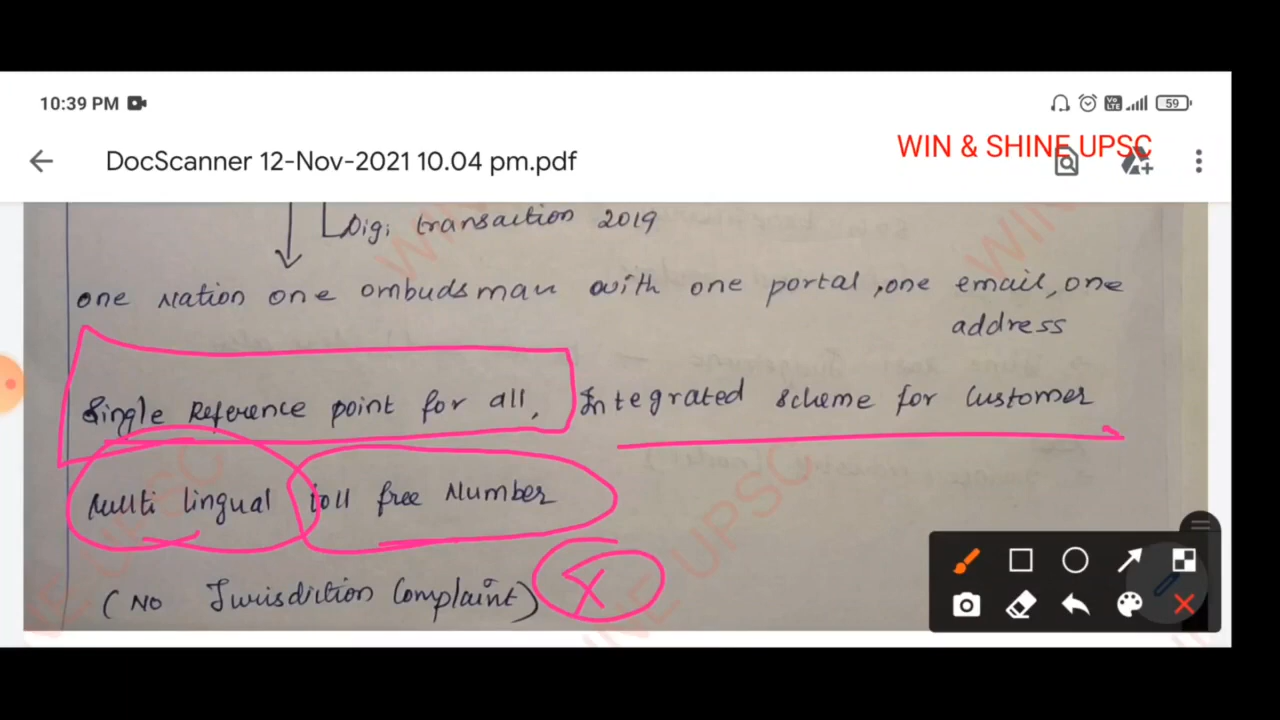 10:39 PM
59
DocScanner 12-Nov-2021 10.04 pm.pdf
WIN & SHINE UPSC
Digi transaction 2019
one Nation one ombudsman with one portal, one email, one
address
Single Reference point for all, Integrated scheme for Customer
Multi lingual toll free Number
(No Jurisdiction Complaint) X